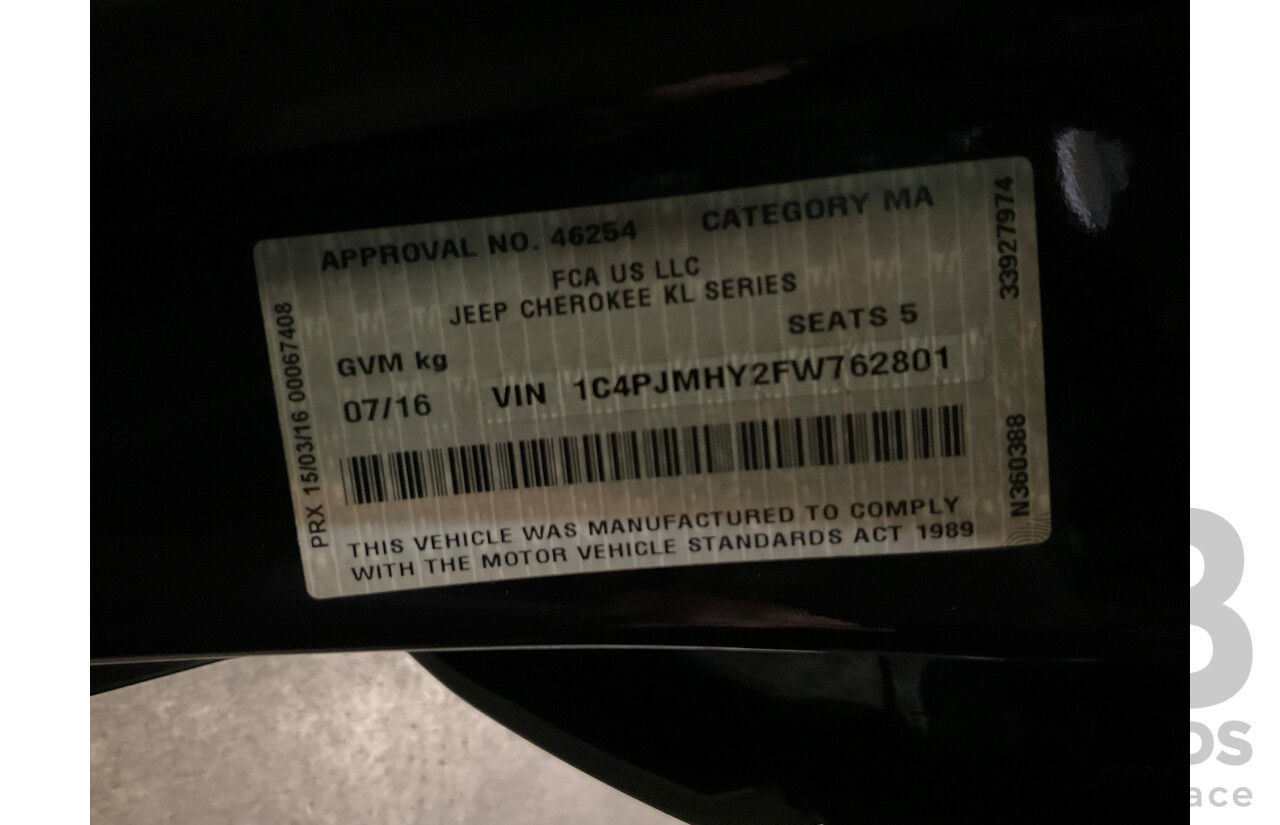 APPROVAL NO. 46254 CATEGORY MA
FCA US LLC
JEEP CHEROKEE KL SERIES
SEATS 5
GVM kg
07/16 VIN 1C4PJMHY2FW762801
THIS VEHICLE WAS MANUFACTURED TO COMPLY
WITH THE MOTOR VEHICLE STANDARDS ACT 1989
PRX 15/03/16 00067408
33927974
N360388